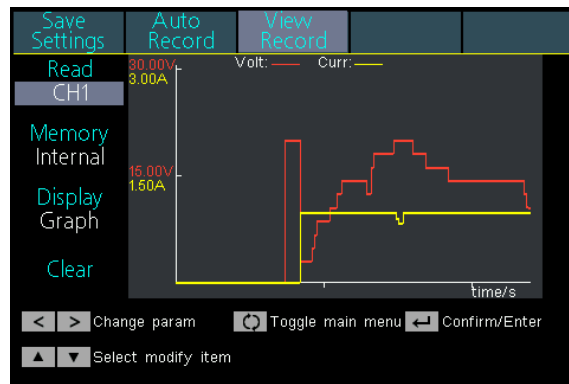 Save Settings
Auto Record
View Record
Read
CH1
Memory
Internal
Display
Graph
Clear
30.00V
3.00A
Volt:
Curr:
15.00V
1.50A
time/s
< > Change param
Toggle main menu
Confirm/Enter
▲ ▼ Select modify item